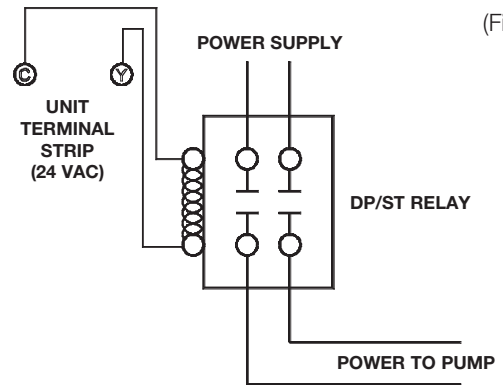 (Fi
POWER SUPPLY
C
Y
UNIT
TERMINAL
STRIP
(24 VAC)
DP/ST RELAY
POWER TO PUMP